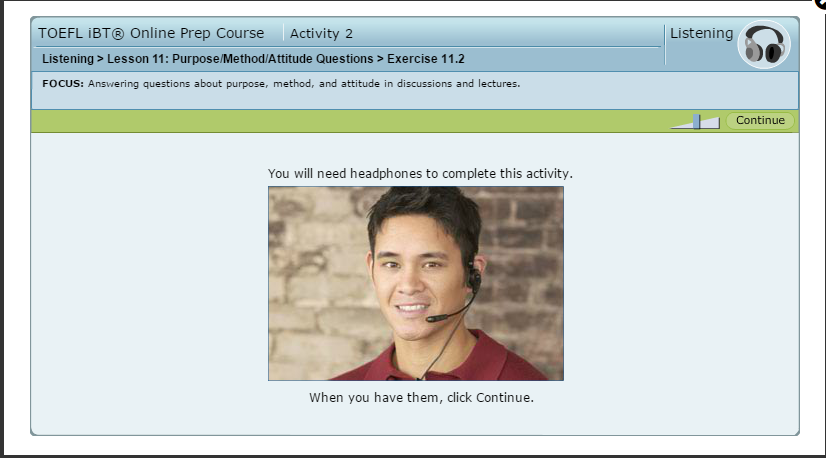 TOEFL iBT® Online Prep Course Activity 2 Listening
Listening > Lesson 11: Purpose/Method/Attitude Questions > Exercise 11.2
FOCUS: Answering questions about purpose, method, and attitude in discussions and lectures.
Continue
You will need headphones to complete this activity.
When you have them, click Continue.